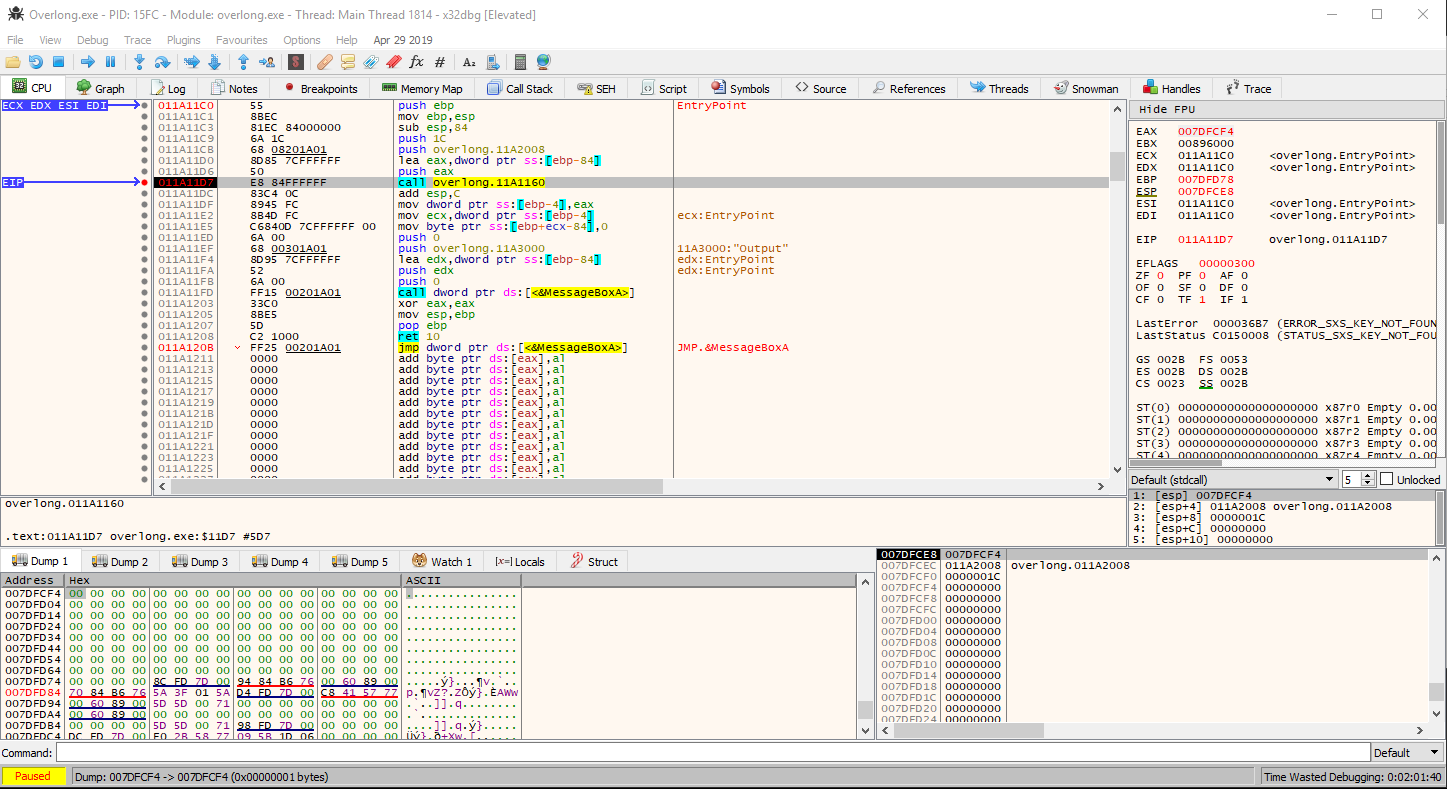 Overlong.exe - PID: 15FC - Module: overlong.exe - Thread: Main Thread 1814 - x32dbg [Elevated]
File View Debug Trace Plugins Favourites Options Help Apr 29 2019
CPU Graph Log Notes Breakpoints Memory Map Call Stack SEH Script Symbols Source References Threads Snowman Handles Trace
ECX EDX ESI EDI 011A11C0 55 push ebp EntryPoint
011A11C1 8BEC mov ebp,esp
011A11C3 81EC 84000000 sub esp,84
011A11C9 6A 1C push 1C
011A11CB 68 08201A01 push overlong.11A2008
011A11D0 8D85 7CFFFFFF lea eax,dword ptr ss:[ebp-84]
011A11D6 50 push eax
EIP 011A11D7 E8 84FFFFFF call overlong.11A1160
011A11DC 83C4 0C add esp,C
011A11DF 8945 FC mov dword ptr ss:[ebp-4],eax
011A11E2 8B4D FC mov ecx,dword ptr ss:[ebp-4] ecx:EntryPoint
011A11E5 C6840D 7CFFFFFF 00 mov byte ptr ss:[ebp+ecx-84],0
011A11ED 6A 00 push 0
011A11EF 68 00301A01 push overlong.11A3000 11A3000:"Output"
011A11F4 8D95 7CFFFFFF lea edx,dword ptr ss:[ebp-84] edx:EntryPoint
011A11FA 52 push edx edx:EntryPoint
011A11FB 6A 00 push 0
011A11FD FF15 00201A01 call dword ptr ds:[<&MessageBoxA>]
011A1203 33C0 xor eax,eax
011A1205 8BE5 mov esp,ebp
011A1207 5D pop ebp
011A1208 C2 1000 ret 10
011A120B FF25 00201A01 jmp dword ptr ds:[<&MessageBoxA>] JMP.&MessageBoxA
011A1211 0000 add byte ptr ds:[eax],al
011A1213 0000 add byte ptr ds:[eax],al
011A1215 0000 add byte ptr ds:[eax],al
011A1217 0000 add byte ptr ds:[eax],al
011A1219 0000 add byte ptr ds:[eax],al
011A121B 0000 add byte ptr ds:[eax],al
011A121D 0000 add byte ptr ds:[eax],al
011A121F 0000 add byte ptr ds:[eax],al
011A1221 0000 add byte ptr ds:[eax],al
011A1223 0000 add byte ptr ds:[eax],al
011A1225 0000 add byte ptr ds:[eax],al
Hide FPU
EAX 007DFCF4
EBX 00896000
ECX 011A11C0 <overlong.EntryPoint>
EDX 011A11C0 <overlong.EntryPoint>
EBP 007DFD78
ESP 007DFCE8
ESI 011A11C0 <overlong.EntryPoint>
EDI 011A11C0 <overlong.EntryPoint>
EIP 011A11D7 overlong.011A11D7
EFLAGS 00000300
ZF 0 PF 0 AF 0
OF 0 SF 0 DF 0
CF 0 TF 1 IF 1
LastError 000036B7 (ERROR_SXS_KEY_NOT_FOUN
LastStatus C0150008 (STATUS_SXS_KEY_NOT_FOU
GS 002B FS 0053
ES 002B DS 002B
CS 0023 SS 002B
ST(0) 00000000000000000000 x87r0 Empty 0.00
ST(1) 00000000000000000000 x87r1 Empty 0.00
ST(2) 00000000000000000000 x87r2 Empty 0.00
ST(3) 00000000000000000000 x87r3 Empty 0.00
ST(4) 00000000000000000000 x87r4 Empty 0.00
Default (stdcall) 5 Unlocked
1: [esp] 007DFCF4
2: [esp+4] 011A2008 overlong.011A2008
3: [esp+8] 0000001C
4: [esp+C] 00000000
5: [esp+10] 00000000
overlong.011A1160
.text:011A11D7 overlong.exe:$11D7 #5D7
Dump 1 Dump 2 Dump 3 Dump 4 Dump 5 Watch 1 [x=] Locals Struct
Address Hex ASCII
007DFCF4 00 00 00 00 00 00 00 00 00 00 00 00 00 00 00 00 ................
007DFD04 00 00 00 00 00 00 00 00 00 00 00 00 00 00 00 00 ................
007DFD14 00 00 00 00 00 00 00 00 00 00 00 00 00 00 00 00 ................
007DFD24 00 00 00 00 00 00 00 00 00 00 00 00 00 00 00 00 ................
007DFD34 00 00 00 00 00 00 00 00 00 00 00 00 00 00 00 00 ................
007DFD44 00 00 00 00 00 00 00 00 00 00 00 00 00 00 00 00 ................
007DFD54 00 00 00 00 00 00 00 00 00 00 00 00 00 00 00 00 ................
007DFD64 00 00 00 00 00 00 00 00 00 00 00 00 00 00 00 00 ................
007DFD74 00 00 00 00 8C FD 7D 00 94 84 B6 76 00 60 89 00 .....ý}...¶v.`..
007DFD84 70 84 B6 76 5A 3F 01 5A D4 FD 7D 00 C8 41 57 77 p.¶vZ?.ZÔý}.ÈAWw
007DFD94 00 60 89 00 5D 5D 00 71 00 00 00 00 00 00 00 00 .`..]].q........
007DFDA4 00 60 89 00 00 00 00 00 00 00 00 00 00 00 00 00 .`..............
007DFDB4 00 00 00 00 5D 5D 00 71 98 FD 7D 00 00 00 00 00 ....]].q.ý}.....
007DFDC4 DC FD 7D 00 F0 2B 58 77 09 5B 1D 06 00 00 00 00 Üý}.ð+Xw.[......
007DFCE8 007DFCF4
007DFCEC 011A2008 overlong.011A2008
007DFCF0 0000001C
007DFCF4 00000000
007DFCF8 00000000
007DFCFC 00000000
007DFD00 00000000
007DFD04 00000000
007DFD08 00000000
007DFD0C 00000000
007DFD10 00000000
007DFD14 00000000
007DFD18 00000000
007DFD1C 00000000
007DFD20 00000000
007DFD24 00000000
Command: Default
Paused Dump: 007DFCF4 -> 007DFCF4 (0x00000001 bytes) Time Wasted Debugging: 0:02:01:40